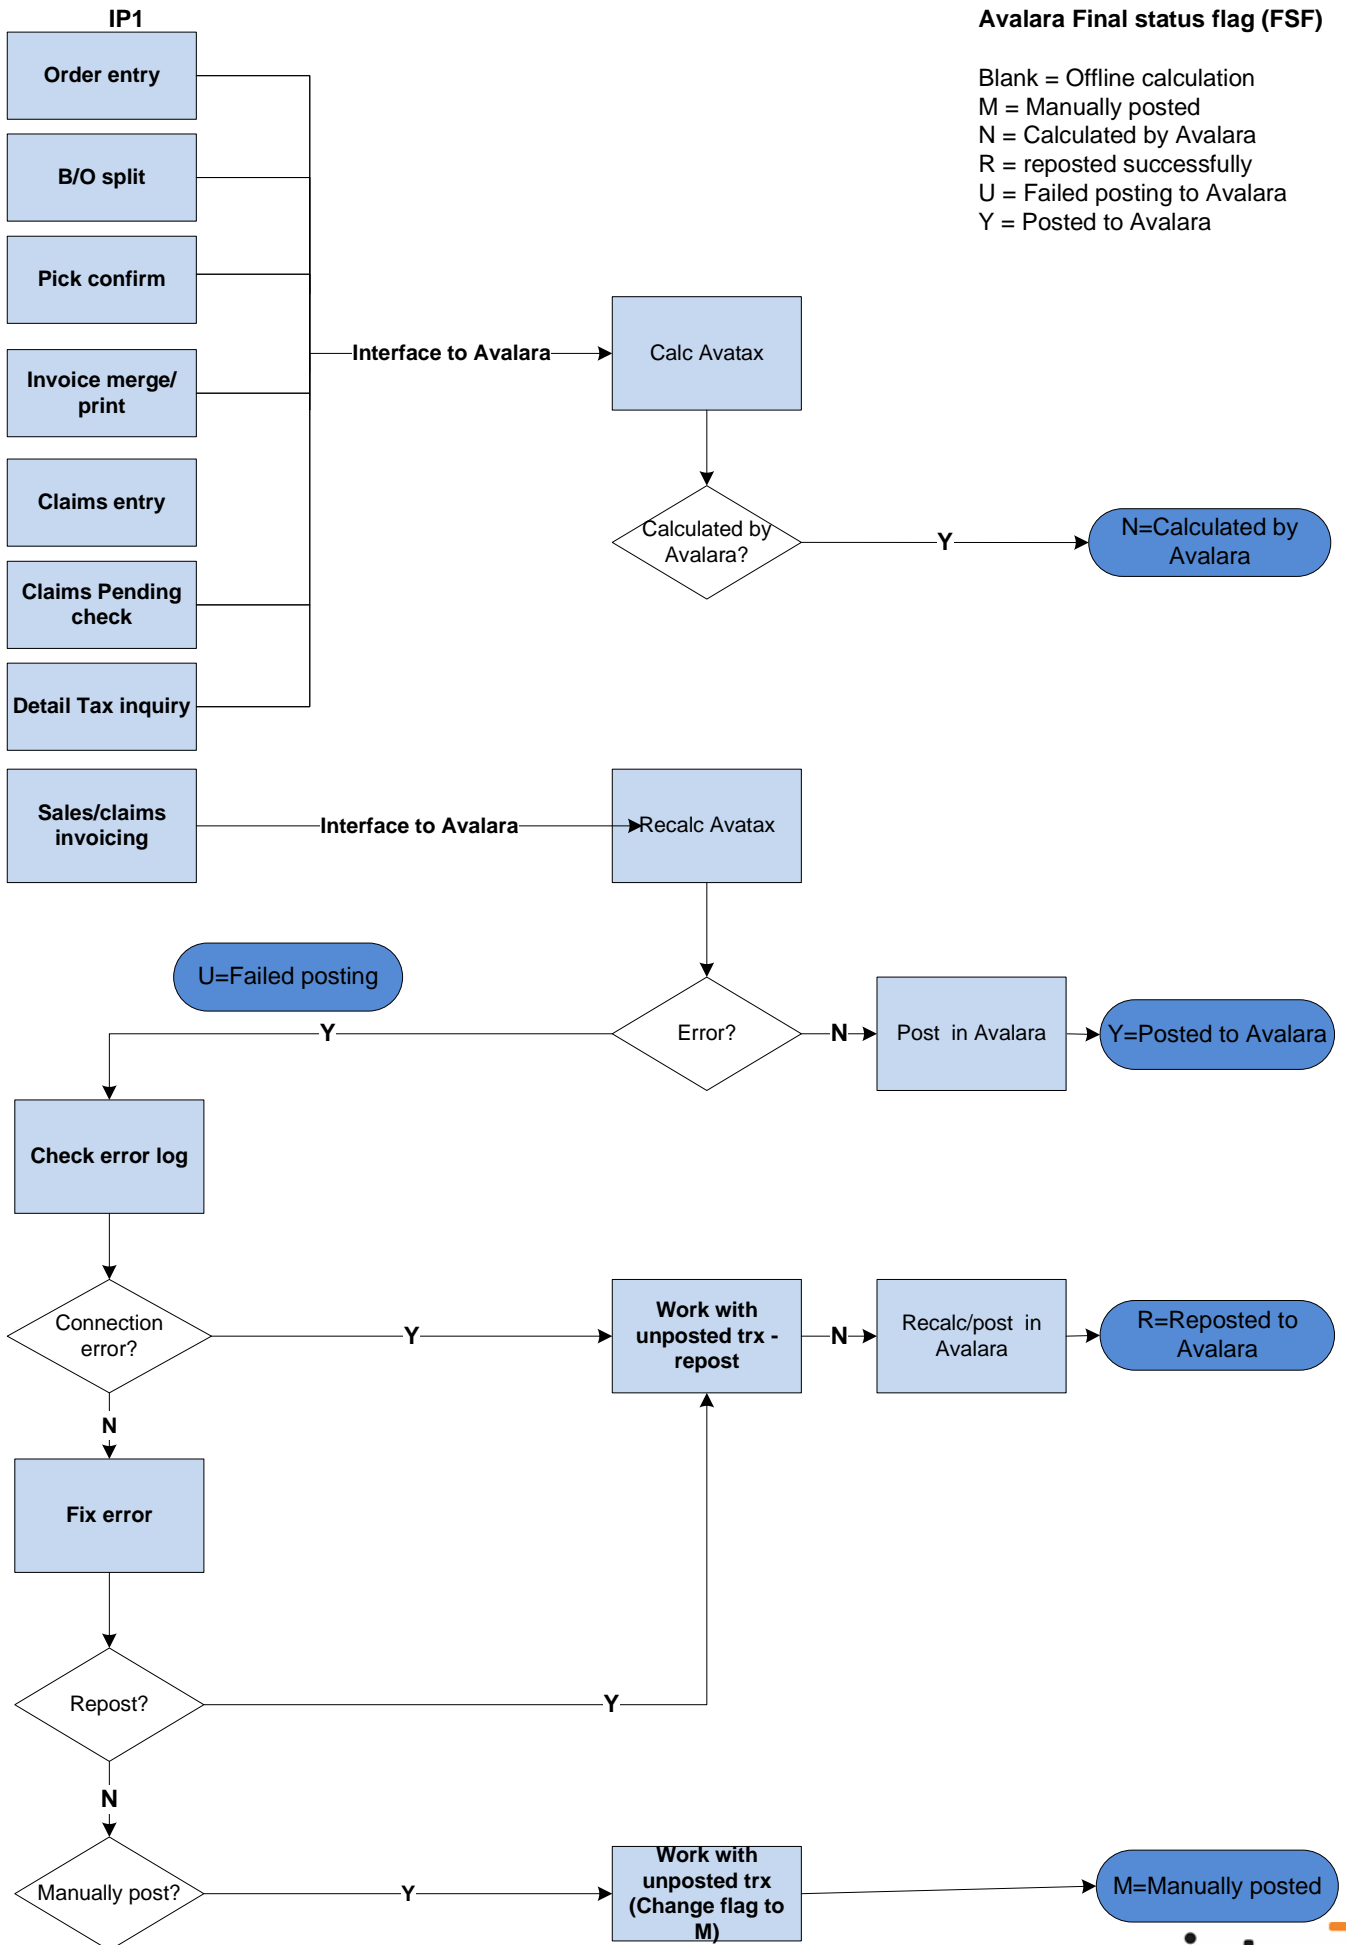 IP1
Avalara Final status flag (FSF)
Blank = Offline calculation
M = Manually posted
N = Calculated by Avalara
R = reposted successfully
U = Failed posting to Avalara
Y = Posted to Avalara
Order entry
B/O split
Pick confirm
Invoice merge/
print
Claims entry
Claims Pending
check
Detail Tax inquiry
Interface to Avalara
Calc Avatax
Calculated by
Avalara?
Y
N=Calculated by
Avalara
Sales/claims
invoicing
Interface to Avalara
Recalc Avatax
U=Failed posting
Y
Error?
N
Post  in Avalara
Y=Posted to Avalara
Check error log
Connection
error?
Y
Work with
unposted trx -
repost
N
Recalc/post  in
Avalara
R=Reposted to
Avalara
N
Fix error
Repost?
Y
N
Manually post?
Y
Work with
unposted trx
(Change flag to
M)
M=Manually posted